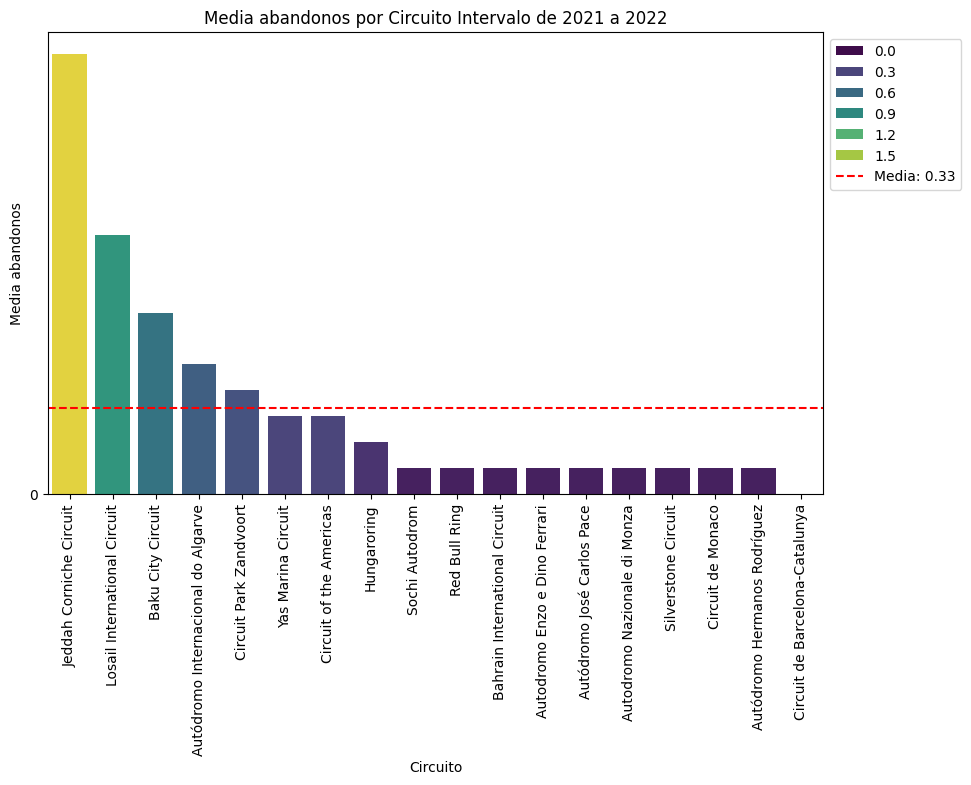 Media abandonos por Circuito Intervalo de 2021 a 2022
0.0
0.3
0.6
0.9
1.2
1.5
Media: 0.33
Media abandonos
0
Jeddah Corniche Circuit
Losail International Circuit
Baku City Circuit
Autódromo Internacional do Algarve
Circuit Park Zandvoort
Yas Marina Circuit
Circuit of the Americas
Hungaroring
Sochi Autodrom
Red Bull Ring
Bahrain International Circuit
Autodromo Enzo e Dino Ferrari
Autódromo José Carlos Pace
Autodromo Nazionale di Monza
Silverstone Circuit
Circuit de Monaco
Autódromo Hermanos Rodríguez
Circuit de Barcelona-Catalunya
Circuito